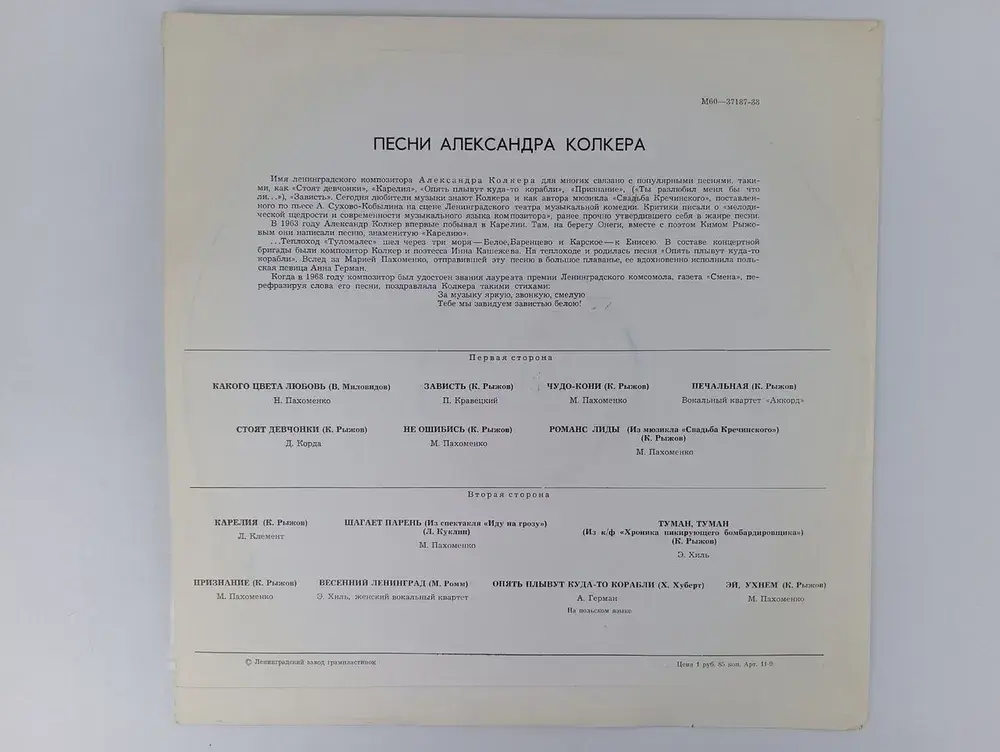 М60—37187-88
ПЕСНИ АЛЕКСАНДРА КОЛКЕРА
Имя ленинградского композитора Александра Колкера для многих связано с популярными песнями, таки-
ми, как «Стоят девчонки», «Карелия», «Опять плывут куда-то корабли», «Признание», («Ты разлюбил меня бы что
ли...»), «Зависть». Сегодня любители музыки знают Колкера и как автора мюзикла «Свадьба Кречинского», поставлен-
ного по пьесе А. Сухово-Кобылина на сцене Ленинградского театра музыкальной комедии. Критики писали о «мелоди-
ческой щедрости и современности музыкального языка композитора», ранее прочно утвердившего себя в жанре песни.
В 1963 году Александр Колкер впервые побывал в Карелии. Там, на берегу Онеги, вместе с поэтом Кимом Рыжо-
вым они написали песню, знаменитую «Карелию».
...Теплоход «Туломалес» шел через три моря—Белое, Баренцево и Карское—к Енисею. В составе концертной
бригады были композитор Колкер и поэтесса Инна Кашежева. На теплоходе и родилась песня «Опять плывут куда-то
корабли». Вслед за Марией Пахоменко, отправившей эту песню в большое плаванье, ее вдохновенно исполнила поль-
ская певица Анна Герман.
Когда в 1968 году композитор был удостоен звания лауреата премии Ленинградского комсомола, газета «Смена», пе-
рефразируя слова его песни, поздравляла Колкера такими стихами:
За музыку яркую, звонкую, смелую
Тебе мы завидуем завистью белою!
Первая сторона
КАКОГО ЦВЕТА ЛЮБОВЬ (В. Миловидов) ЗАВИСТЬ (К. Рыжов) ЧУДО-КОНИ (К. Рыжов) ПЕЧАЛЬНАЯ (К. Рыжов)
Н. Пахоменко П. Кравецкий М. Пахоменко Вокальный квартет «Аккорд»
СТОЯТ ДЕВЧОНКИ (К. Рыжов) НЕ ОШИБИСЬ (К. Рыжов) РОМАНС ЛИДЫ (Из мюзикла «Свадьба Кречинского»)
(К. Рыжов)
Д. Корда М. Пахоменко
М. Пахоменко
Вторая сторона
КАРЕЛИЯ (К. Рыжов) ШАГАЕТ ПАРЕНЬ (Из спектакля «Иду на грозу») ТУМАН, ТУМАН
(Л. Куклин) (Из к/ф «Хроника пикирующего бомбардировщика»)
Л. Клемент (К. Рыжов)
М. Пахоменко
Э. Хиль
ПРИЗНАНИЕ (К. Рыжов) ВЕСЕННИЙ ЛЕНИНГРАД (М. Ромм) ОПЯТЬ ПЛЫВУТ КУДА-ТО КОРАБЛИ (Х. Хуберт) ЭЙ, УХНЕМ (К. Рыжов)
М. Пахоменко Э. Хиль, женский вокальный квартет А. Герман М. Пахоменко
На польском языке
© Ленинградский завод грампластинок Цена 1 руб. 85 коп. Арт. 11-9